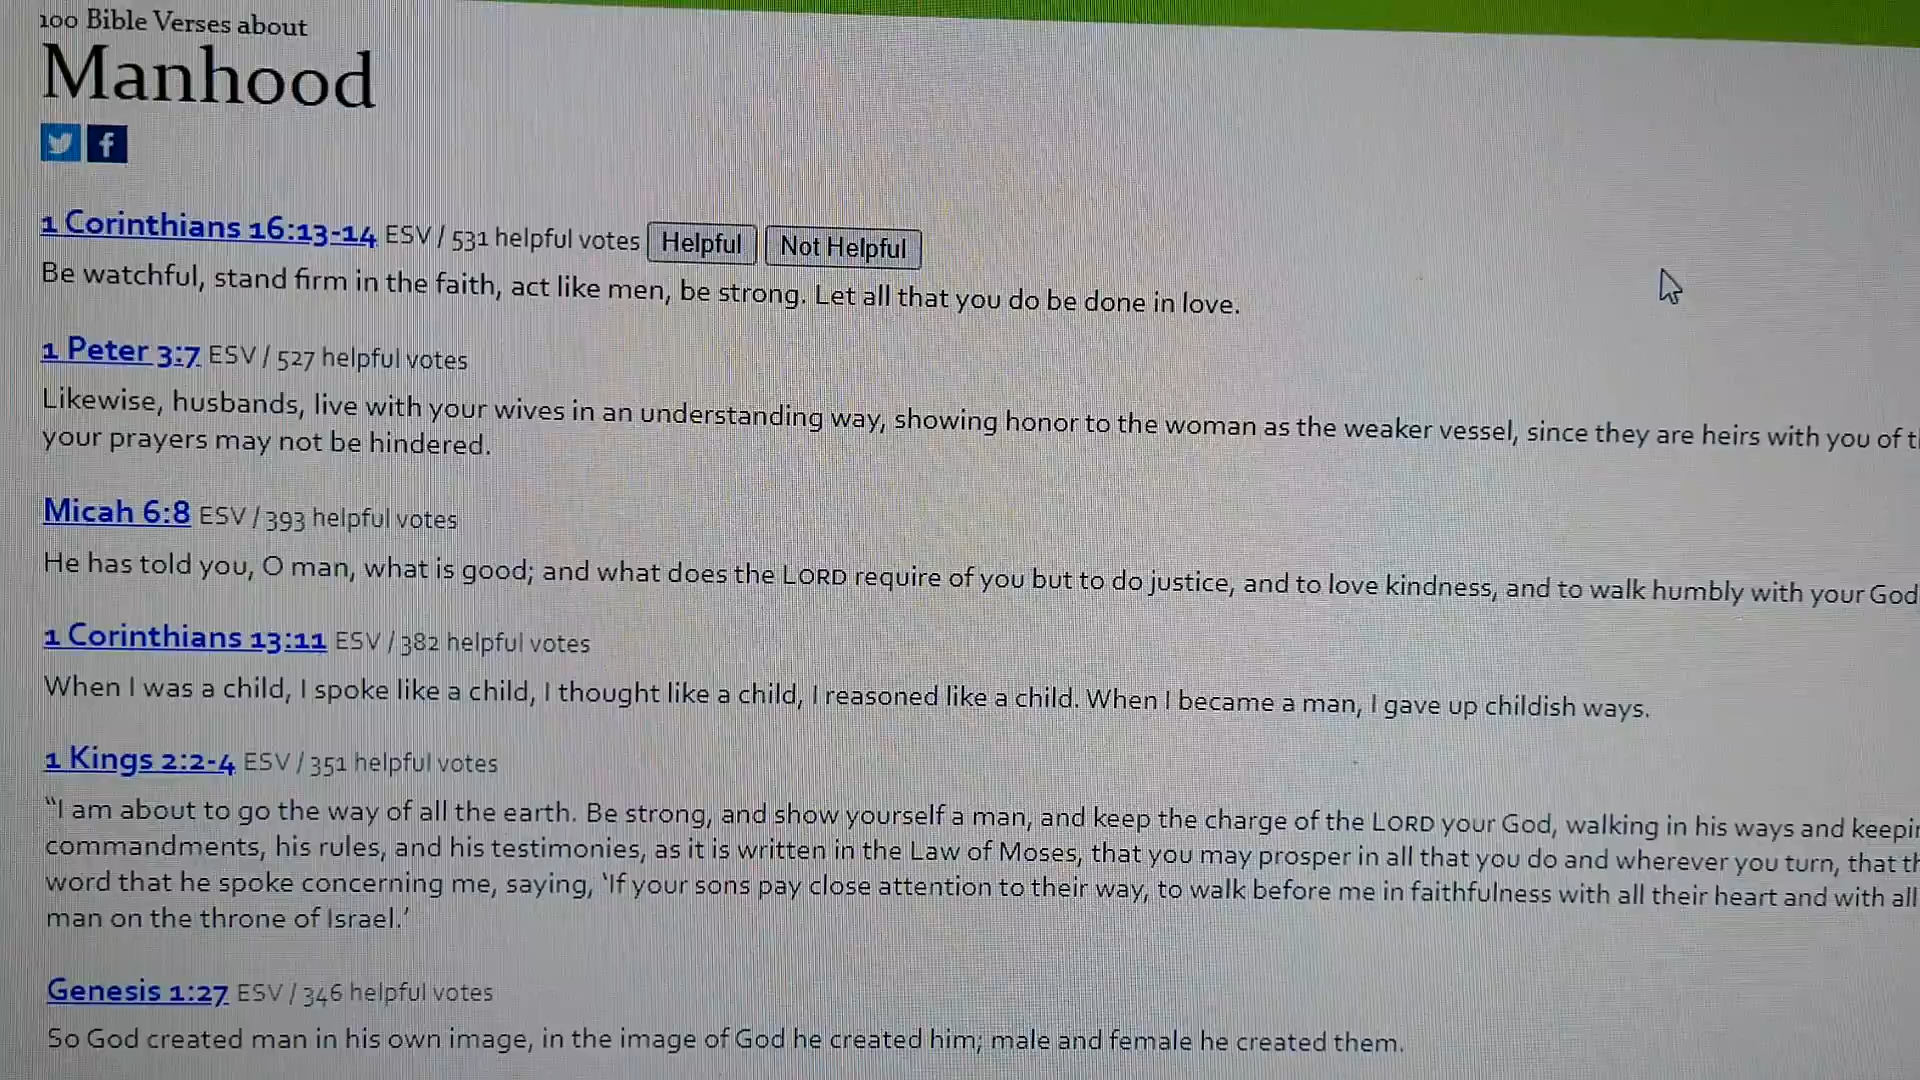 100 Bible Verses about
Manhood
1 Corinthians 16:13-14 ESV / 531 helpful votes Helpful Not Helpful
Be watchful, stand firm in the faith, act like men, be strong. Let all that you do be done in love.
1 Peter 3:7 ESV / 527 helpful votes
Likewise, husbands, live with your wives in an understanding way, showing honor to the woman as the weaker vessel, since they are heirs with you of
your prayers may not be hindered.
Micah 6:8 ESV / 393 helpful votes
He has told you, O man, what is good; and what does the LORD require of you but to do justice, and to love kindness, and to walk humbly with your God
1 Corinthians 13:11 ESV / 382 helpful votes
When I was a child, I spoke like a child, I thought like a child, I reasoned like a child. When I became a man, I gave up childish ways.
1 Kings 2:2-4 ESV / 351 helpful votes
“I am about to go the way of all the earth. Be strong, and show yourself a man, and keep the charge of the LORD your God, walking in his ways and
commandments, his rules, and his testimonies, as it is written in the Law of Moses, that you may prosper in all that you do and wherever you turn, that
word that he spoke concerning me, saying, ‘If your sons pay close attention to their way, to walk before me in faithfulness with all their heart and with all
man on the throne of Israel.’
Genesis 1:27 ESV / 346 helpful votes
So God created man in his own image, in the image of God he created him; male and female he created them.